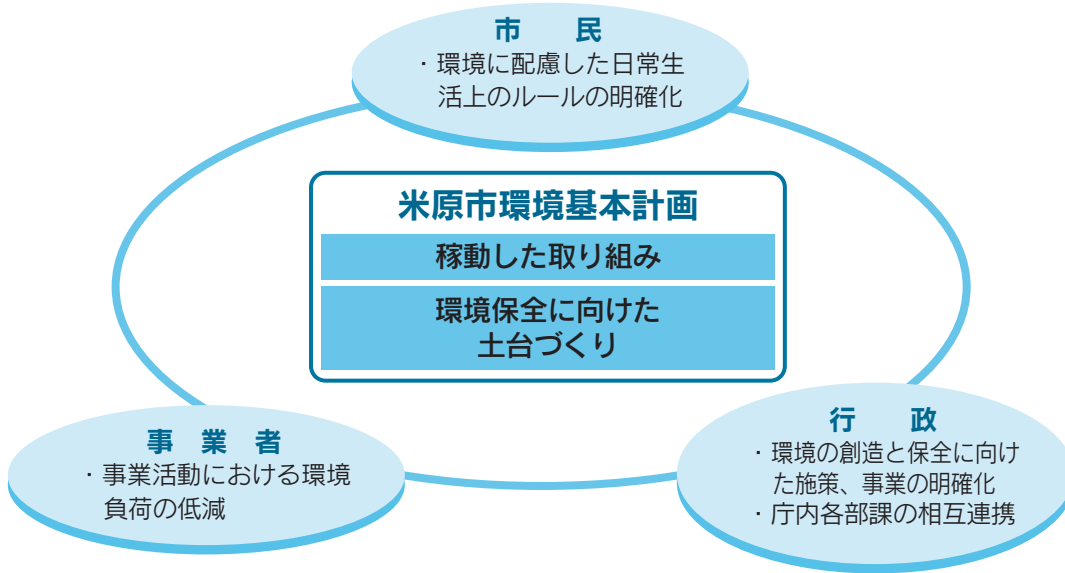 市　民
・環境に配慮した日常生
活上のルールの明確化
米原市環境基本計画
稼動した取り組み
環境保全に向けた
土台づくり
事　業　者
・事業活動における環境
負荷の低減
行　政
・環境の創造と保全に向け
た施策、事業の明確化
・庁内各部課の相互連携